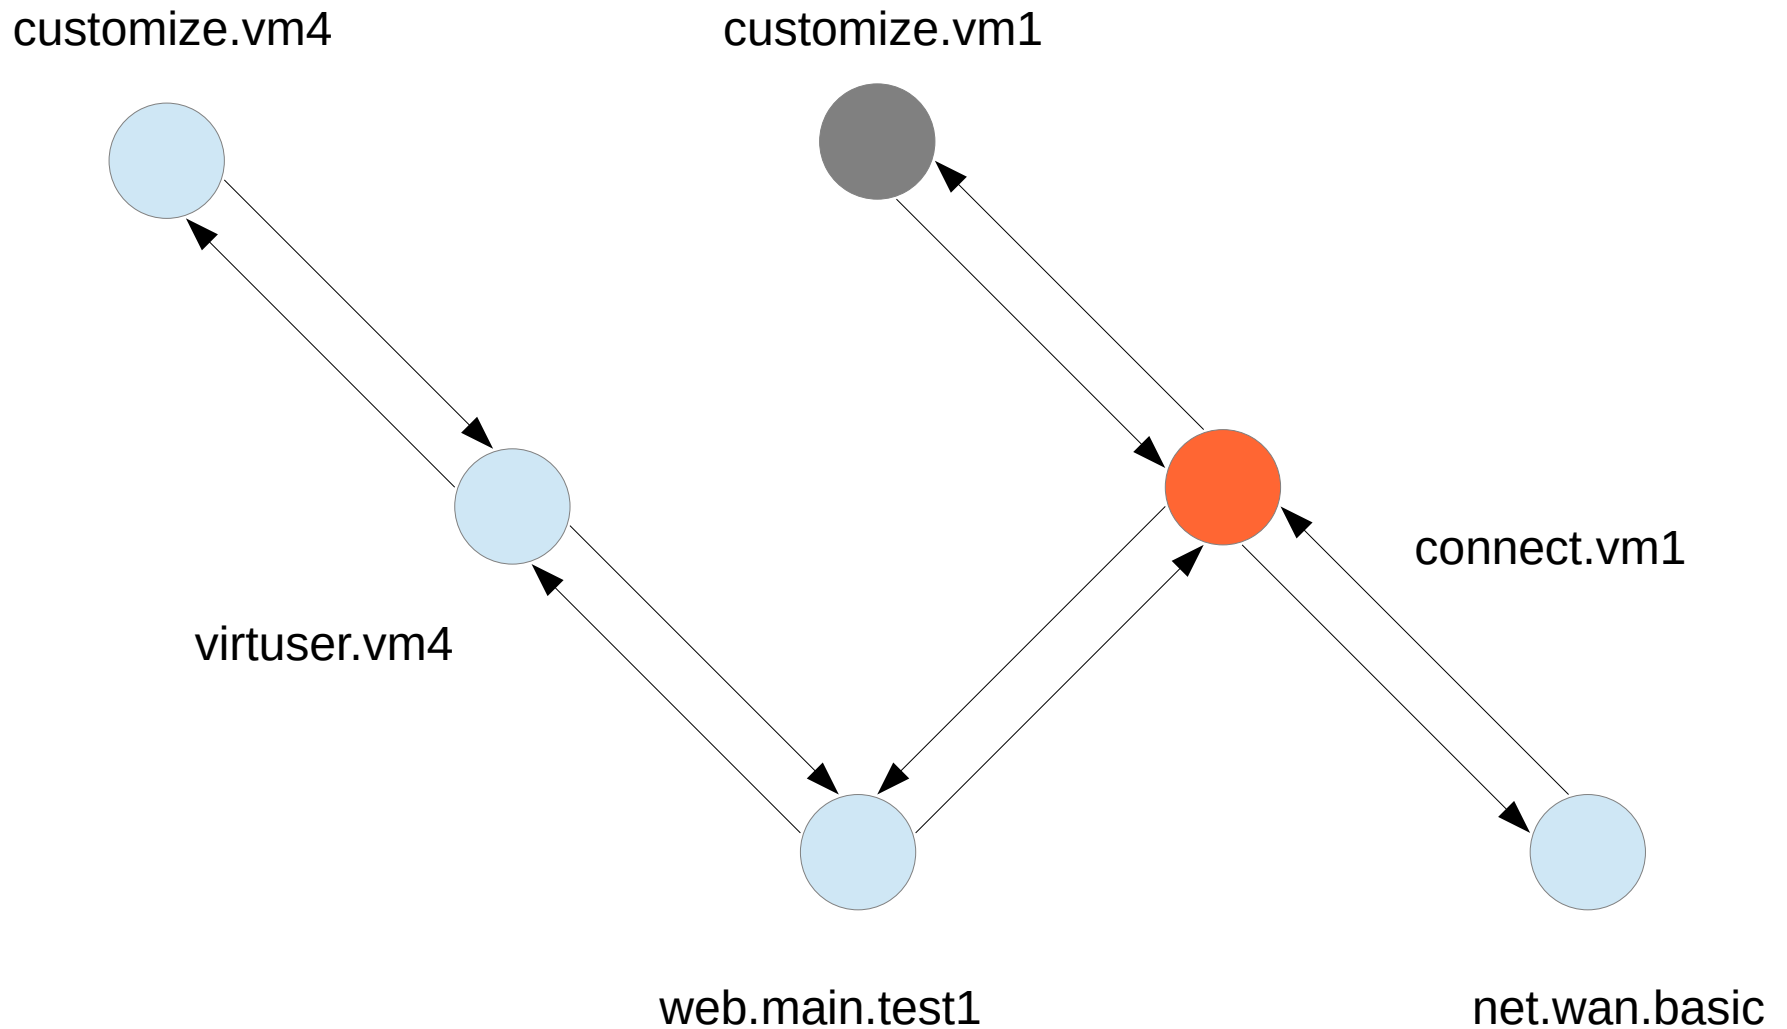 customize.vm4
customize.vm1
connect.vm1
virtuser.vm4
web.main.test1
net.wan.basic